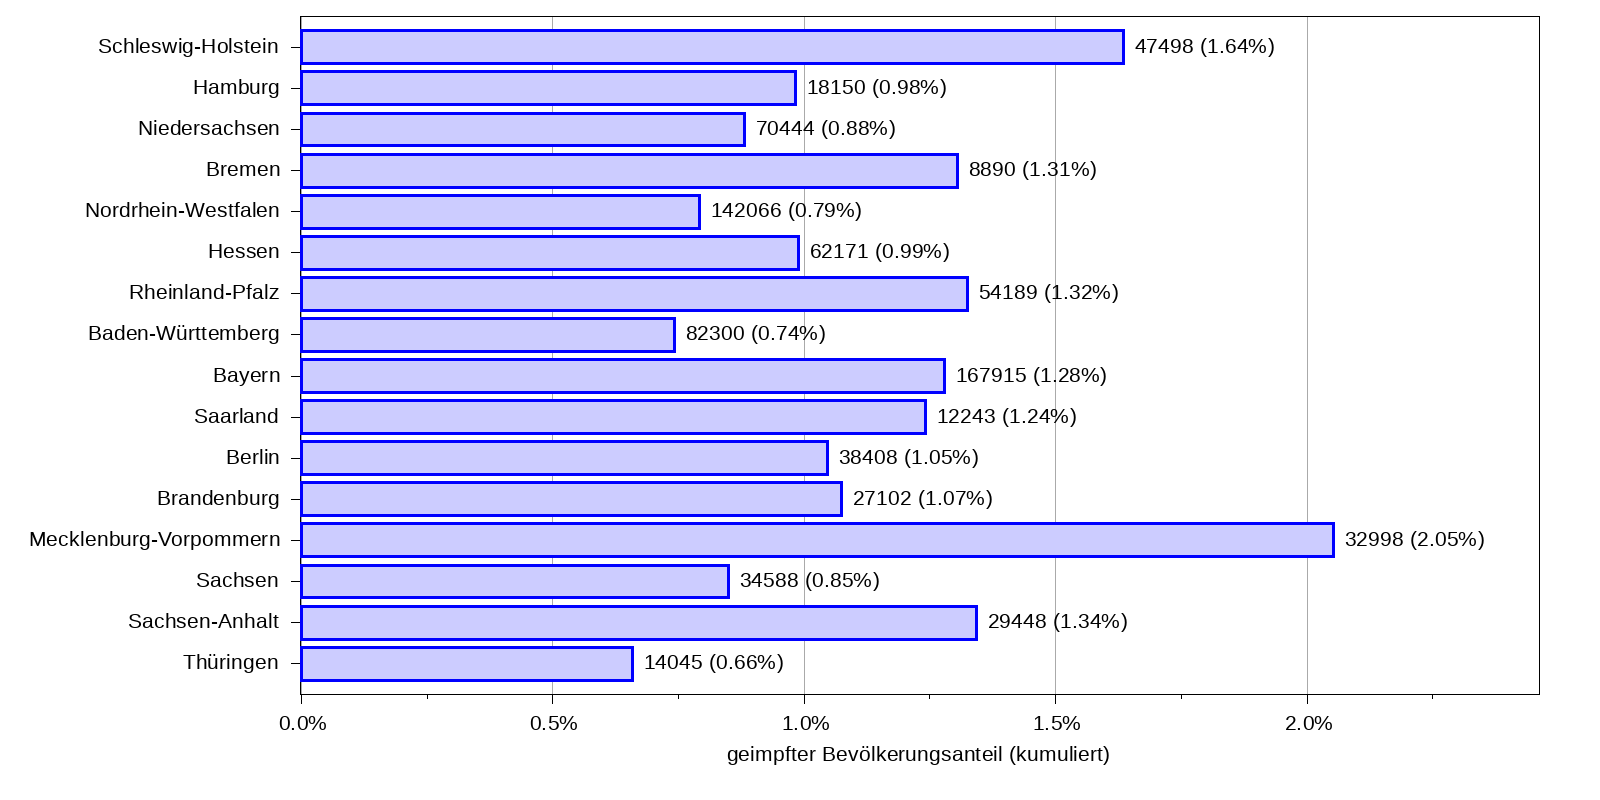 Schleswig-Holstein 47498 (1.64%)
Hamburg 18150 (0.98%)
Niedersachsen 70444 (0.88%)
Bremen 8890 (1.31%)
Nordrhein-Westfalen 142066 (0.79%)
Hessen 62171 (0.99%)
Rheinland-Pfalz 54189 (1.32%)
Baden-Württemberg 82300 (0.74%)
Bayern 167915 (1.28%)
Saarland 12243 (1.24%)
Berlin 38408 (1.05%)
Brandenburg 27102 (1.07%)
Mecklenburg-Vorpommern 32998 (2.05%)
Sachsen 34588 (0.85%)
Sachsen-Anhalt 29448 (1.34%)
Thüringen 14045 (0.66%)
0.0% 0.5% 1.0% 1.5% 2.0%
geimpfter Bevölkerungsanteil (kumuliert)